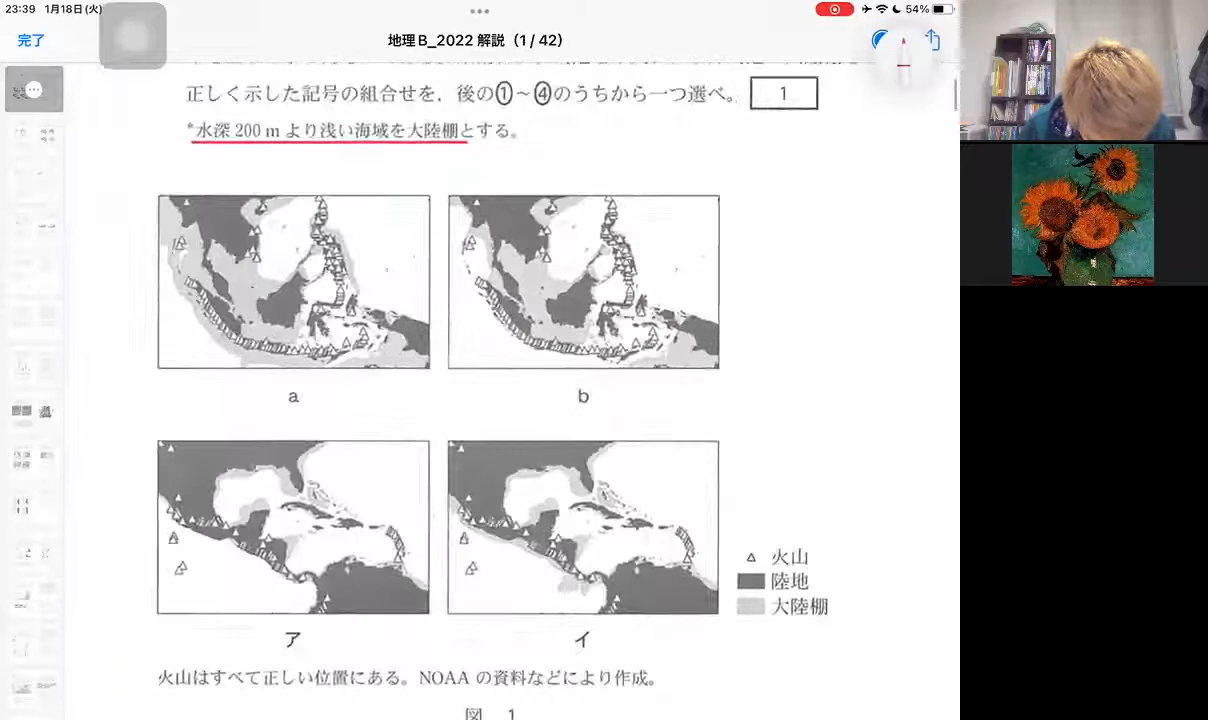 23:39 1月18日(火)
54%
完了
地理B_2022 解説（1 / 42）
正しく示した記号の組合せを，後の①～④のうちから一つ選べ。 1
*水深 200 m より浅い海域を大陸棚とする。
a
b
火山
陸地
大陸棚
ア
イ
火山はすべて正しい位置にある。NOAA の資料などにより作成。
図 1